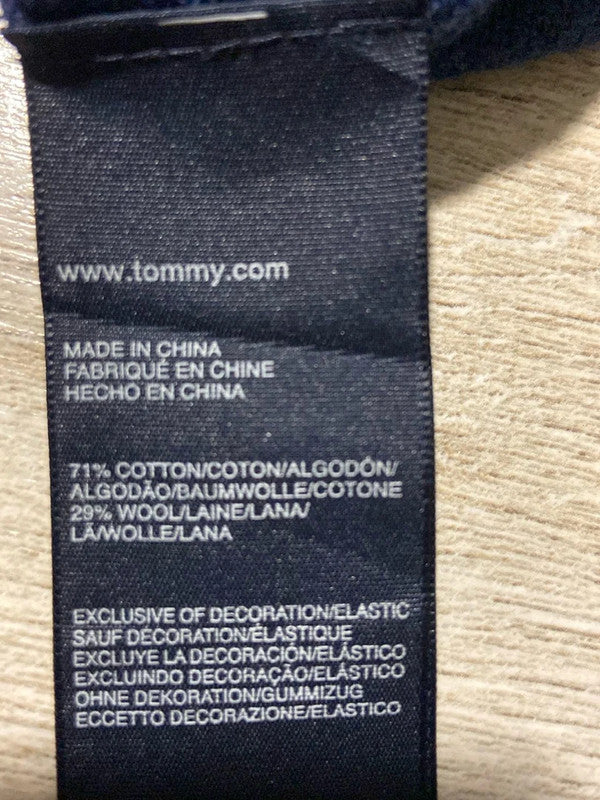 www.tommy.com
MADE IN CHINA
FABRIQUÉ EN CHINE
HECHO EN CHINA
71% COTTON/COTON/ALGODÓN/
ALGODÃO/BAUMWOLLE/COTONE
29% WOOL/LAINE/LANA/
LÃ/WOLLE/LANA
EXCLUSIVE OF DECORATION/ELASTIC
SAUF DÉCORATION/ÉLASTIQUE
EXCLUYE LA DECORACIÓN/ELÁSTICO
EXCLUINDO DECORAÇÃO/ELÁSTICO
OHNE DEKORATION/GUMMIZUG
ECCETTO DECORAZIONE/ELASTICO